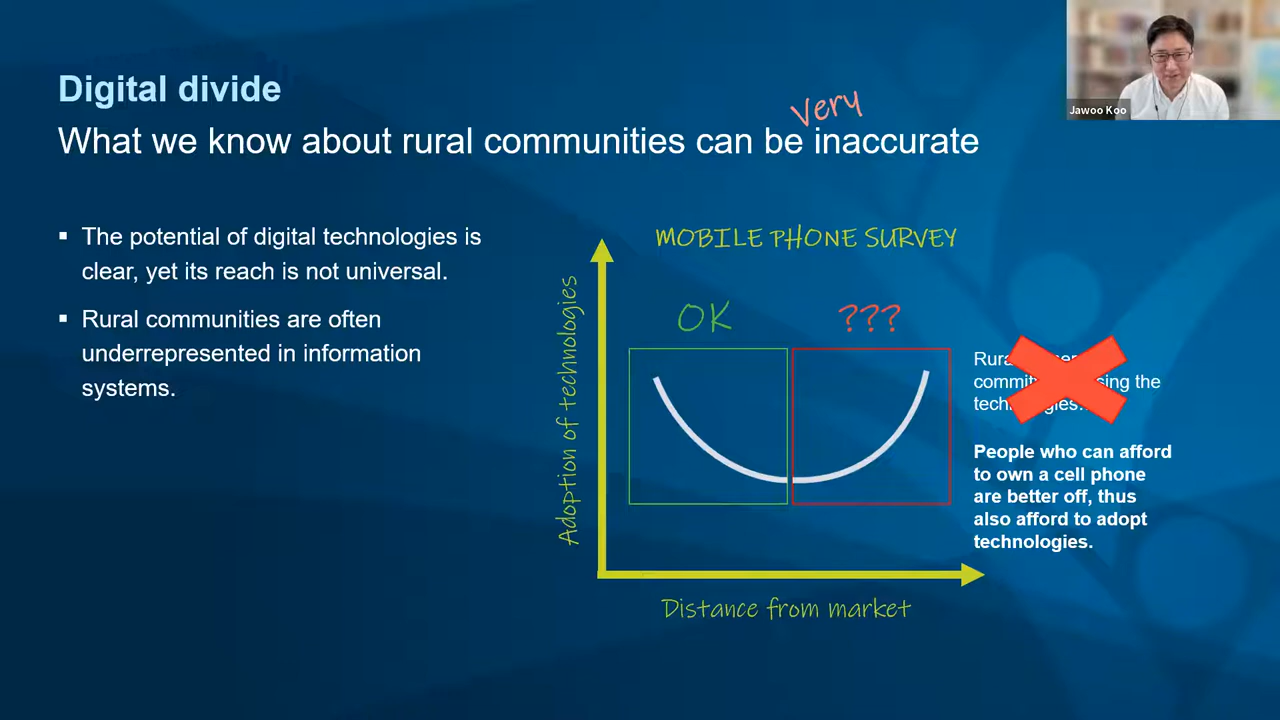 Jawoo Koo
Digital divide
very
What we know about rural communities can be inaccurate
▪ The potential of digital technologies is
clear, yet its reach is not universal.
▪ Rural communities are often
underrepresented in information
systems.
MOBILE PHONE SURVEY
OK
???
Adoption of technologies
Distance from market
the
People who can afford
to own a cell phone
are better off, thus
also afford to adopt
technologies.